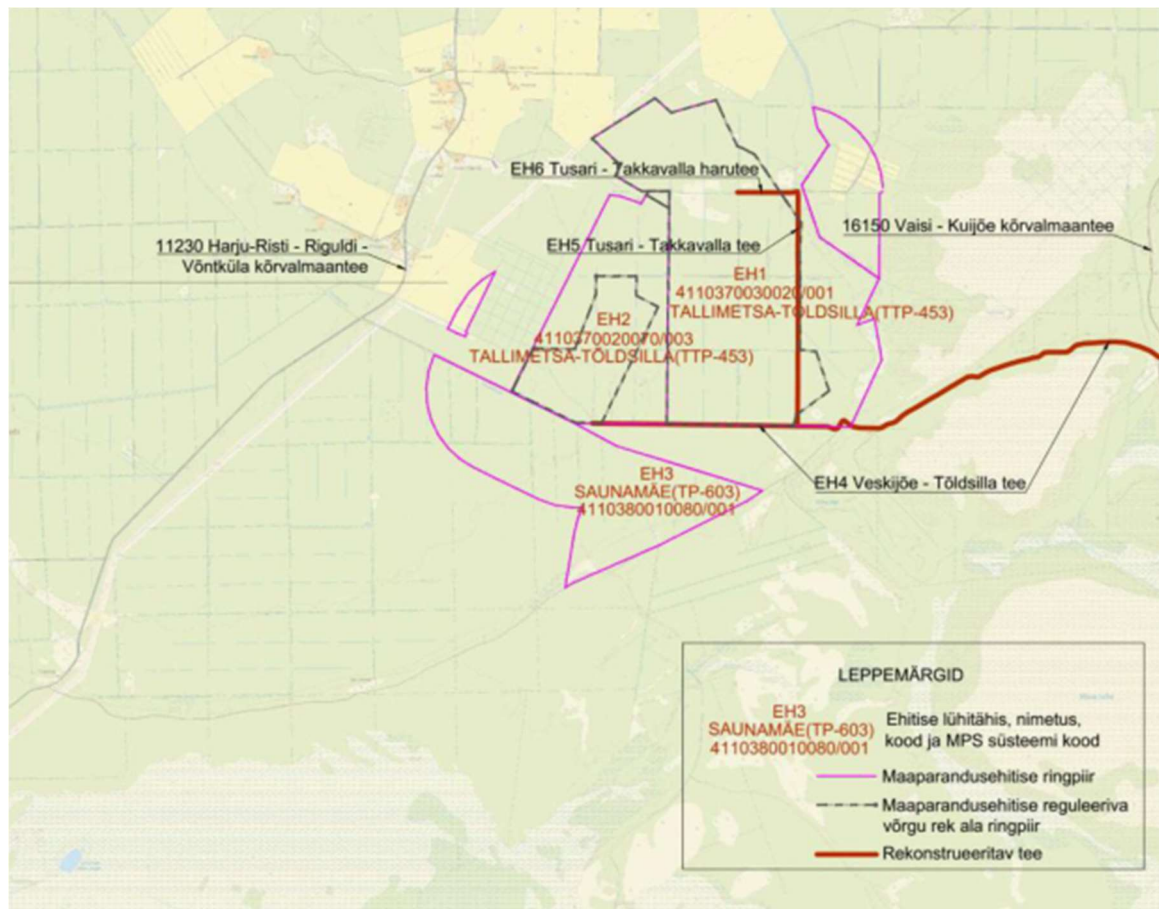 EH6 Tusari - Takkavalla harutee
16150 Vaisi - Kuijõe kõrvalmaantee
11230 Harju-Risti - Riguldi -
Võntküla kõrvalmaantee
EH5 Tusari - Takkavalla tee
EH1
4110370030020/001
TALLIMETSA-TÕLDSILLA(TTP-453)
EH2
4110370020070/003
TALLIMETSA-TÕLDSILLA(TTP-453)
EH4 Veskijõe - Tõldsilla tee
EH3
SAUNAMÄE(TP-603)
4110380010080/001
LEPPEMÄRGID
EH3
SAUNAMÄE(TP-603)
4110380010080/001
Ehitise lühitähis, nimetus,
kood ja MPS süsteemi kood
Maaparandusehitise ringpiir
Maaparandusehitise reguleeriva
võrgu rek ala ringpiir
Rekonstrueeritav tee